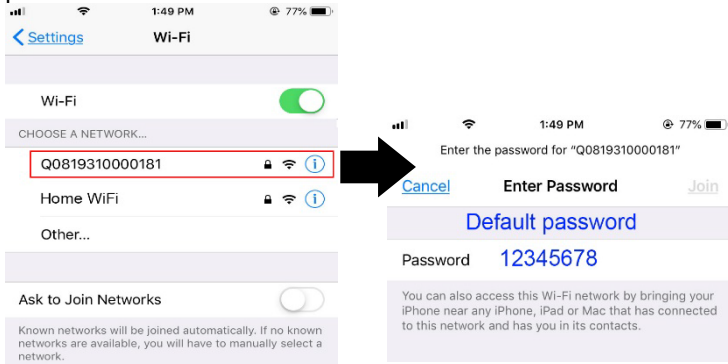 1:49 PM
77%
Settings
Wi-Fi
Wi-Fi
CHOOSE A NETWORK...
Q0819310000181
Home WiFi
Other...
Ask to Join Networks
Known networks will be joined automatically. If no known
networks are available, you will have to manually select a
network.
1:49 PM
77%
Enter the password for “Q0819310000181”
Cancel
Enter Password
Join
Default password
Password 12345678
You can also access this Wi-Fi network by bringing your
iPhone near any iPhone, iPad or Mac that has connected
to this network and has you in its contacts.